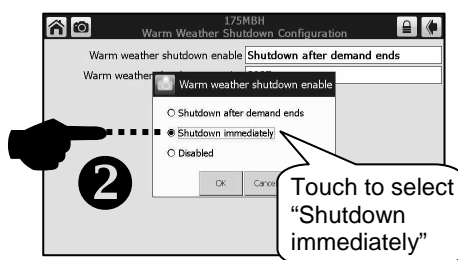 175MBH
Warm Weather Shutdown Configuration
Warm weather shutdown enable Shutdown after demand ends
Warm weather
Warm weather shutdown enable
Shutdown after demand ends
Shutdown immediately
Disabled
OK
2
Touch to select
“Shutdown
immediately”